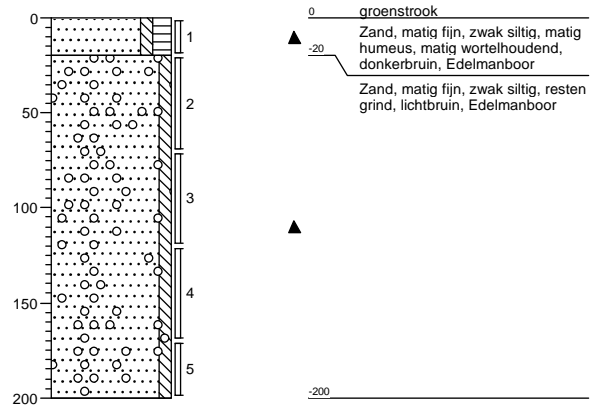 0
50
100
150
200
1
2
3
4
5
0
groenstrook
Zand, matig fijn, zwak siltig, matig
humeus, matig wortelhoudend,
donkerbruin, Edelmanboor
-20
Zand, matig fijn, zwak siltig, resten
grind, lichtbruin, Edelmanboor
-200